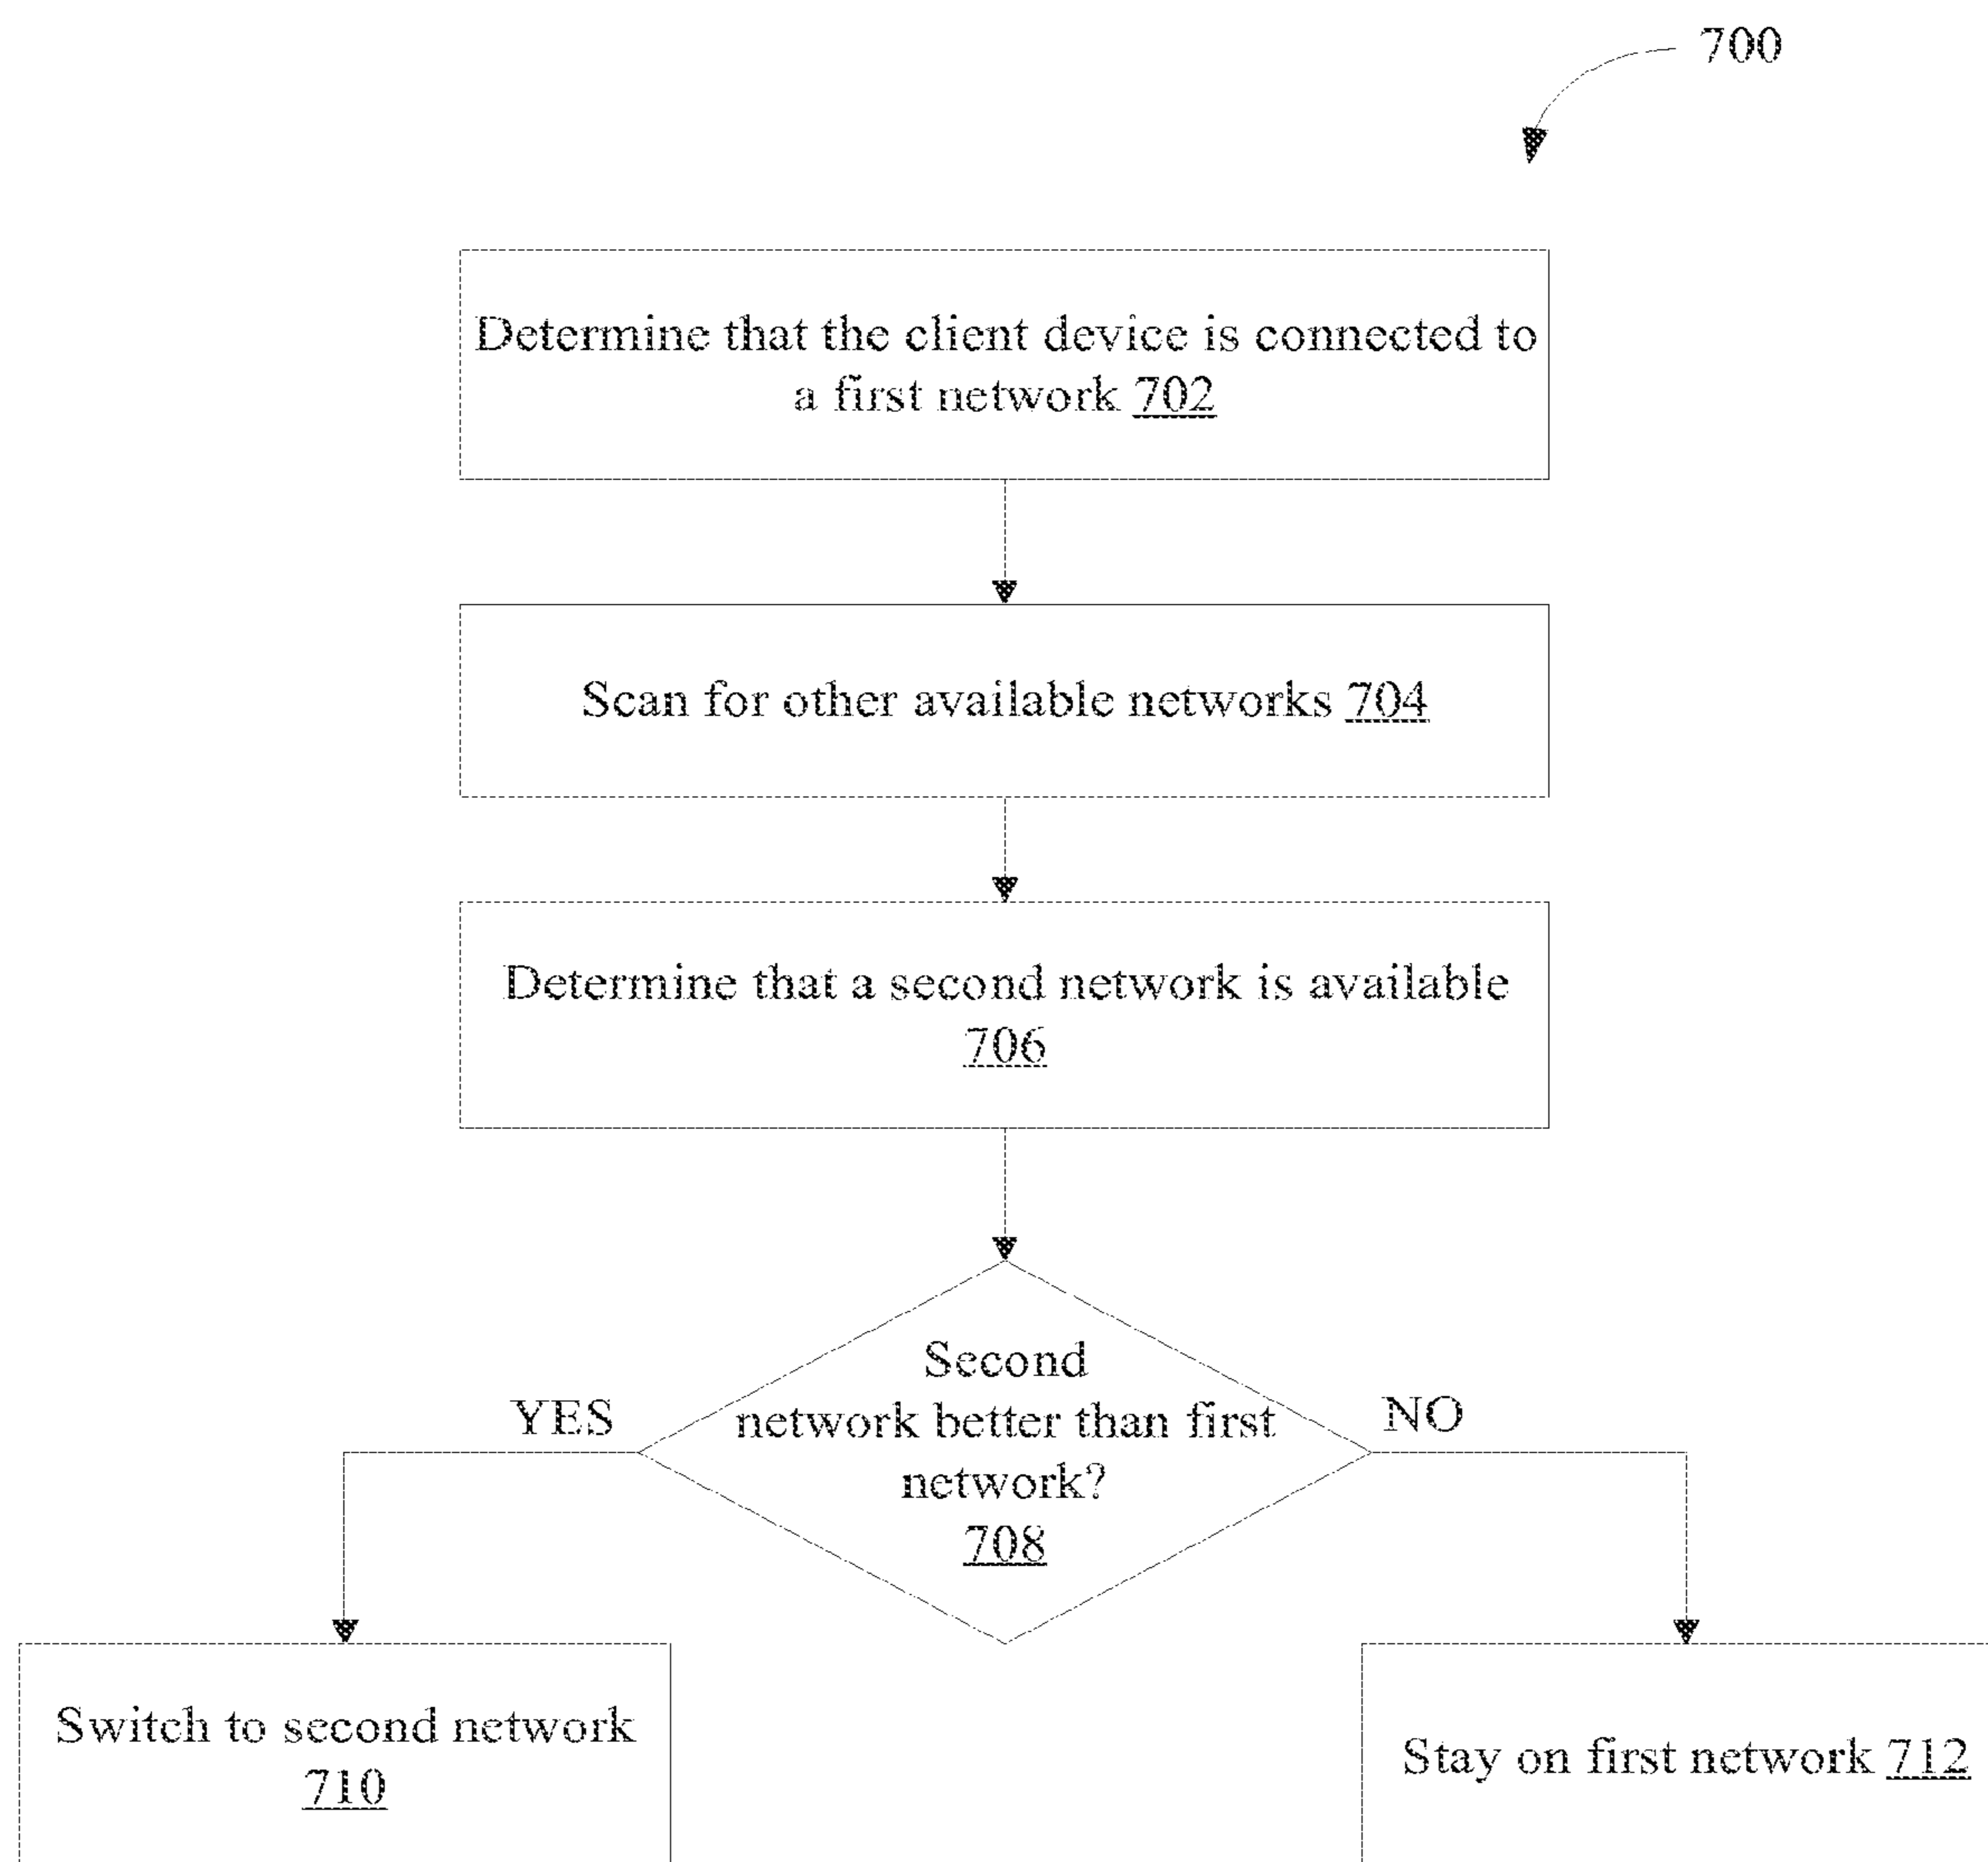 700
Determine that the client device is connected to
a first network 702
Scan for other available networks 704
Determine that a second network is available
706
Second
network better than first
network?
708
YES
NO
Switch to second network
710
Stay on first network 712